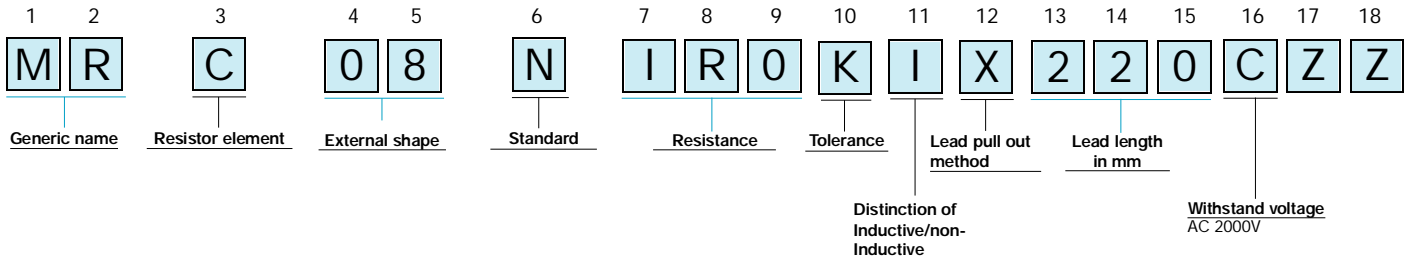 1 2 3 4 5 6 7 8 9 10 11 12 13 14 15 16 17 18
M R C 0 8 N I R 0 K I X 2 2 0 C Z Z
Generic name Resistor element External shape Standard Resistance Tolerance Lead pull out method Lead length in mm
Distinction of Inductive/non-Inductive
Withstand voltage
AC 2000V